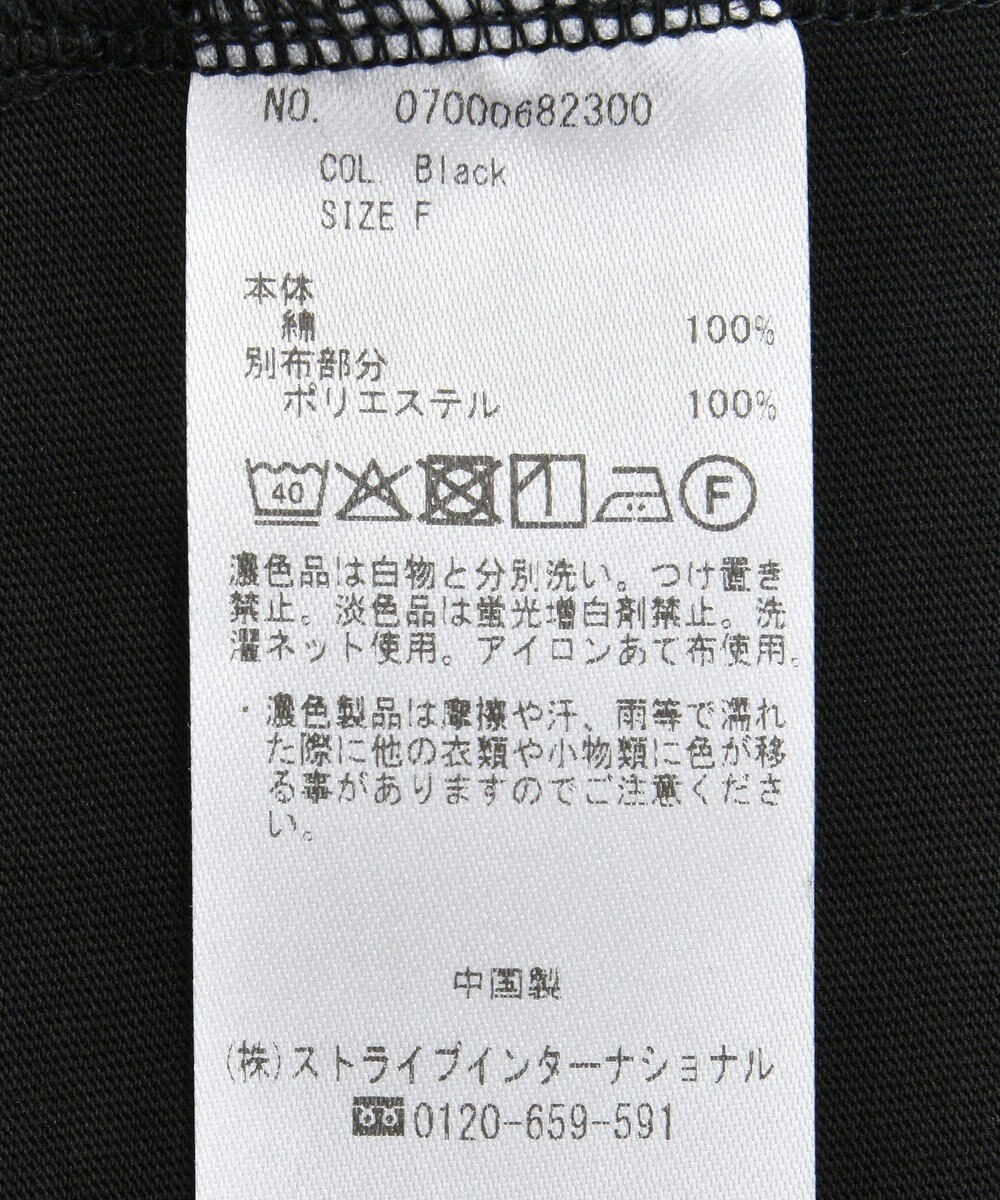 NO. 07000682300
COL. Black
SIZE F
本体
綿 100%
別布部分
ポリエステル 100%
40 F
濃色品は白物と分別洗い。つけ置き
禁止。淡色品は蛍光増白剤禁止。洗
濯ネット使用。アイロンあて布使用。
・濃色製品は摩擦や汗、雨等で濡れ
た際に他の衣類や小物類に色が移
る事がありますのでご注意くださ
い。
中国製
(株)ストライプインターナショナル
0120-659-591